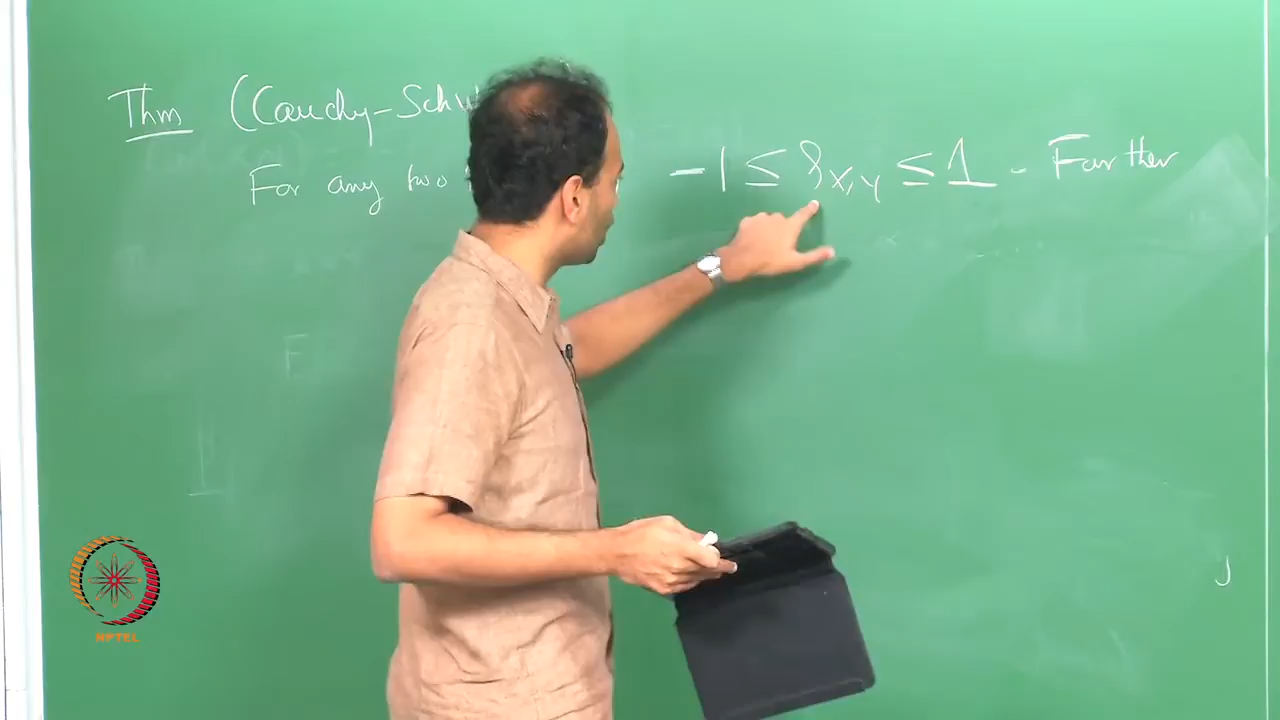 Thm (Cauchy-Schw
For any two -1 ≤ ρX,Y ≤ 1. Further
NPTEL